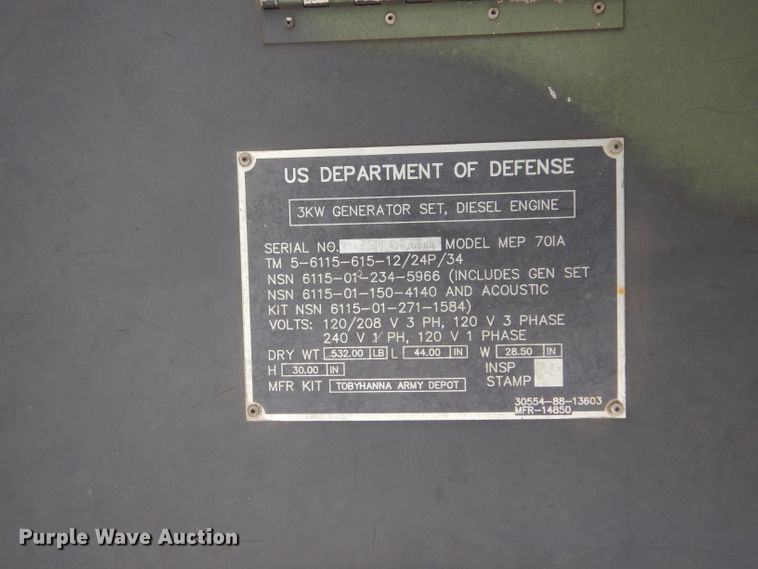 US DEPARTMENT OF DEFENSE
3KW GENERATOR SET, DIESEL ENGINE
SERIAL NO. MODEL MEP 701A
TM 5-6115-615-12/24P/34
NSN 6115-01-234-5966 (INCLUDES GEN SET
NSN 6115-01-150-4140 AND ACOUSTIC
KIT NSN 6115-01-271-1584)
VOLTS: 120/208 V 3 PH, 120 V 3 PHASE
240 V 1 PH, 120 V 1 PHASE
DRY WT 532.00 LB L 44.00 IN W 28.50 IN
H 30.00 IN INSP
MFR KIT TOBYHANNA ARMY DEPOT STAMP
30554-88-13603
MFR-14850
Purple Wave Auction